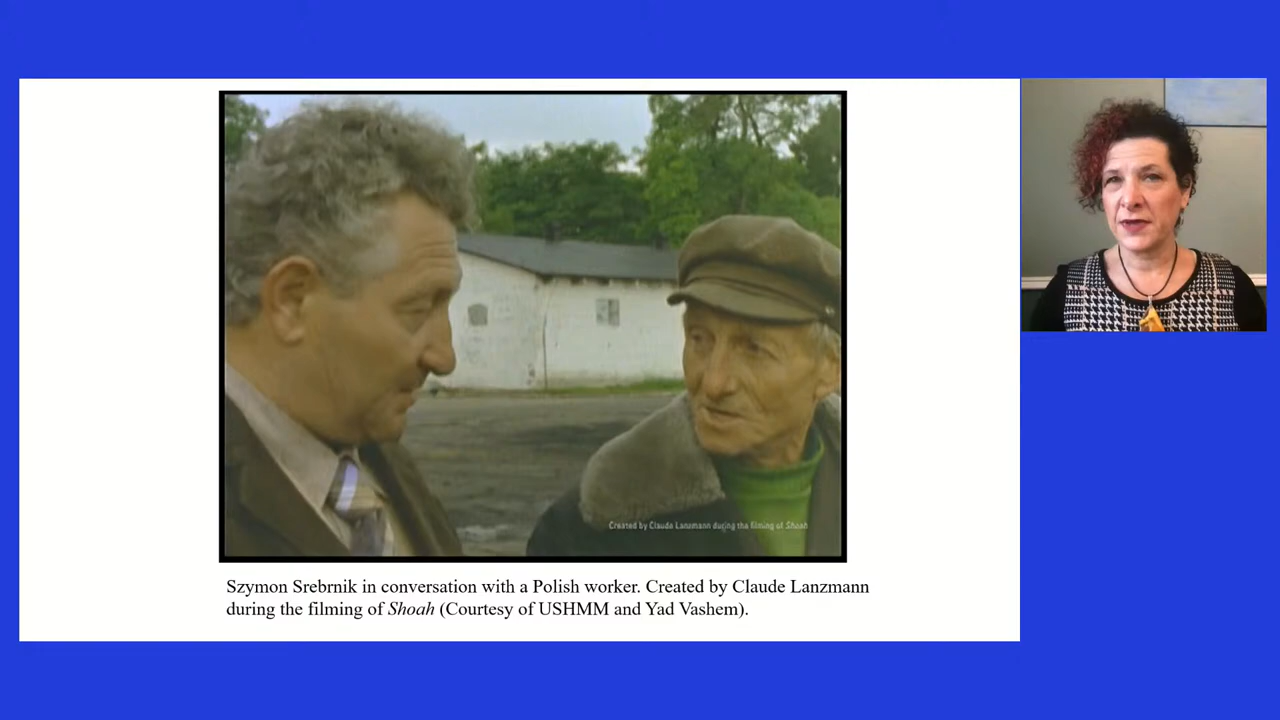 Created by Claude Lanzmann during the filming of Shoah
Szymon Srebrnik in conversation with a Polish worker. Created by Claude Lanzmann
during the filming of Shoah (Courtesy of USHMM and Yad Vashem).